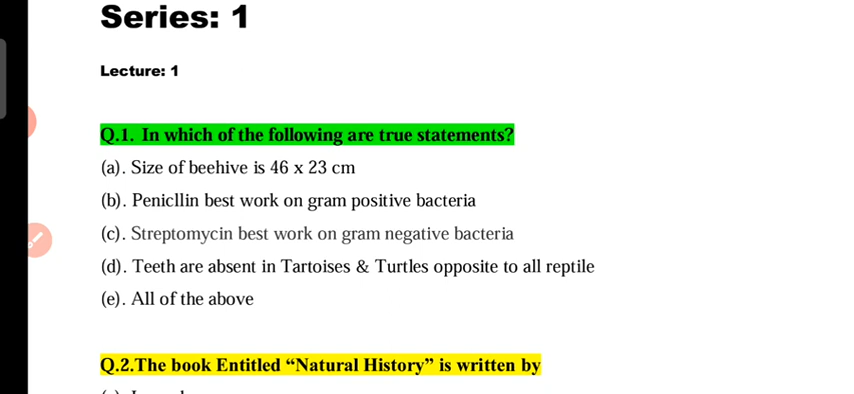 Series: 1
Lecture: 1
Q.1. In which of the following are true statements?
(a). Size of beehive is 46 x 23 cm
(b). Penicllin best work on gram positive bacteria
(c). Streptomycin best work on gram negative bacteria
(d). Teeth are absent in Tartoises & Turtles opposite to all reptile
(e). All of the above
Q.2.The book Entitled “Natural History” is written by